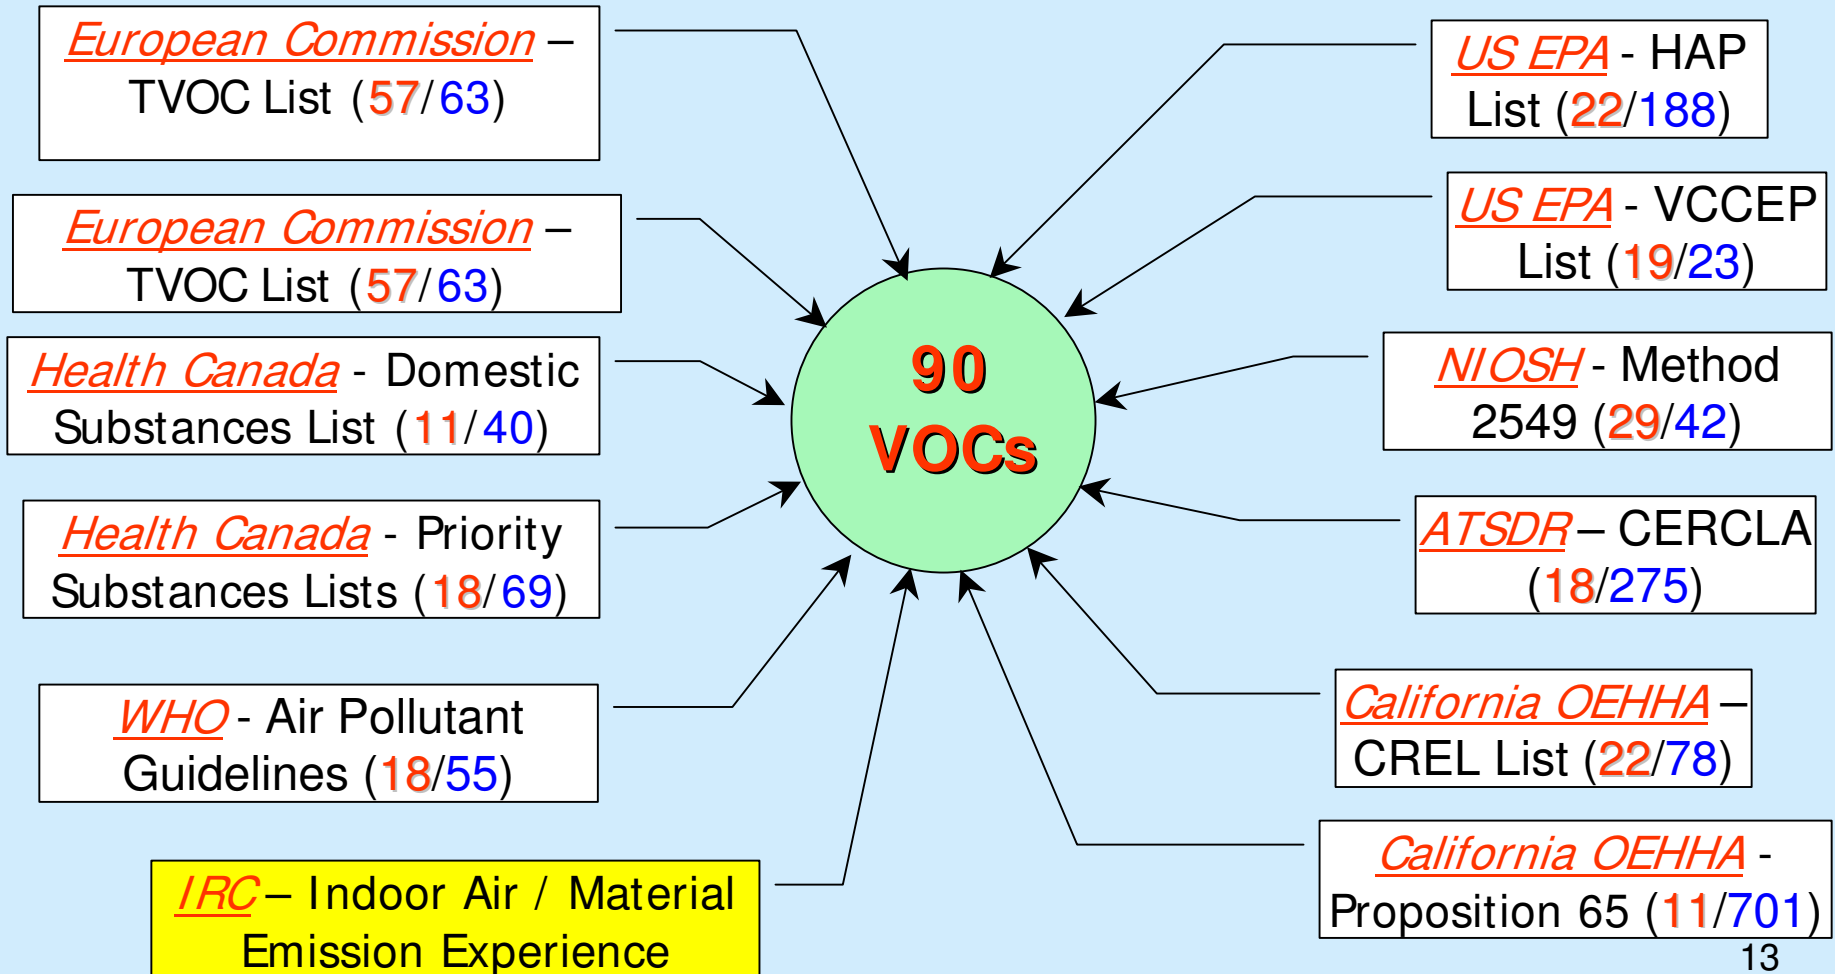 European Commission –
TVOC List (57/63)
European Commission –
TVOC List (57/63)
Health Canada - Domestic
Substances List (11/40)
Health Canada - Priority
Substances Lists (18/69)
WHO - Air Pollutant
Guidelines (18/55)
IRC – Indoor Air / Material
Emission Experience
90
VOCs
US EPA - HAP
List (22/188)
US EPA - VCCEP
List (19/23)
NIOSH - Method
2549 (29/42)
ATSDR – CERCLA
(18/275)
California OEHHA –
CREL List (22/78)
California OEHHA -
Proposition 65 (11/701)
13